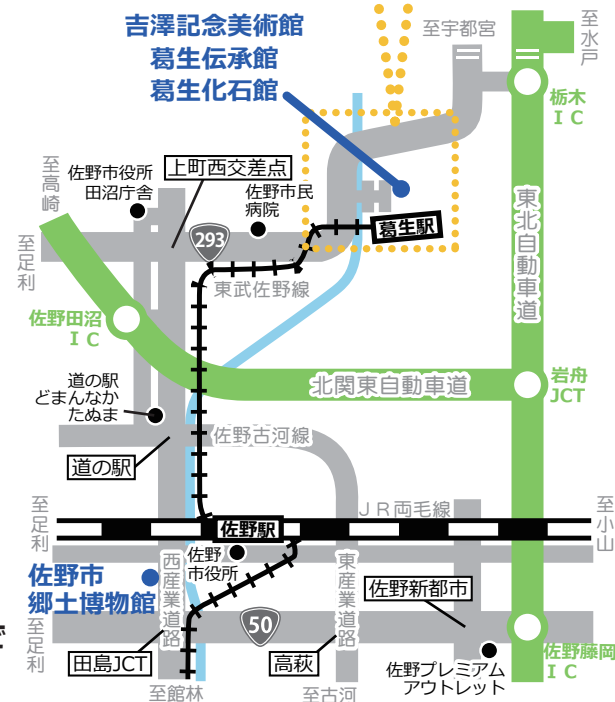 吉澤記念美術館
葛生伝承館
葛生化石館
至宇都宮
至水戸
栃木
IC
至高崎
佐野市役所
田沼庁舎
上町西交差点
佐野市民
病院
葛生駅
東北自動車道
至足利
293
東武佐野線
佐野田沼
IC
北関東自動車道
岩舟
JCT
道の駅
どまんなか
たぬま
佐野古河線
道の駅
JR両毛線
至足利
佐野駅
至小山
佐野
市役所
西産業道路
東産業道路
佐野市
郷土博物館
佐野新都市
で
至足利
50
田島JCT
高萩
佐野藤岡
IC
佐野プレミアム
アウトレット
至館林
至古河